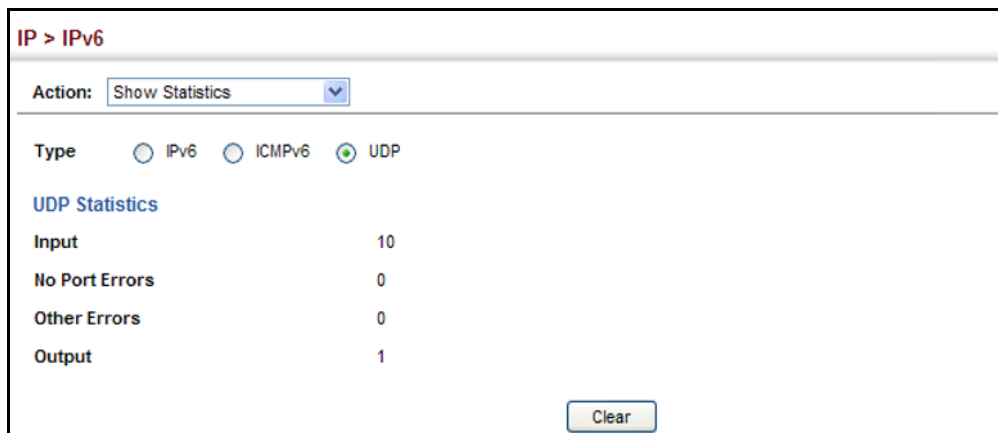 IP > IPv6
Action: Show Statistics
Type IPv6 ICMPv6 UDP
UDP Statistics
Input 10
No Port Errors 0
Other Errors 0
Output 1
Clear